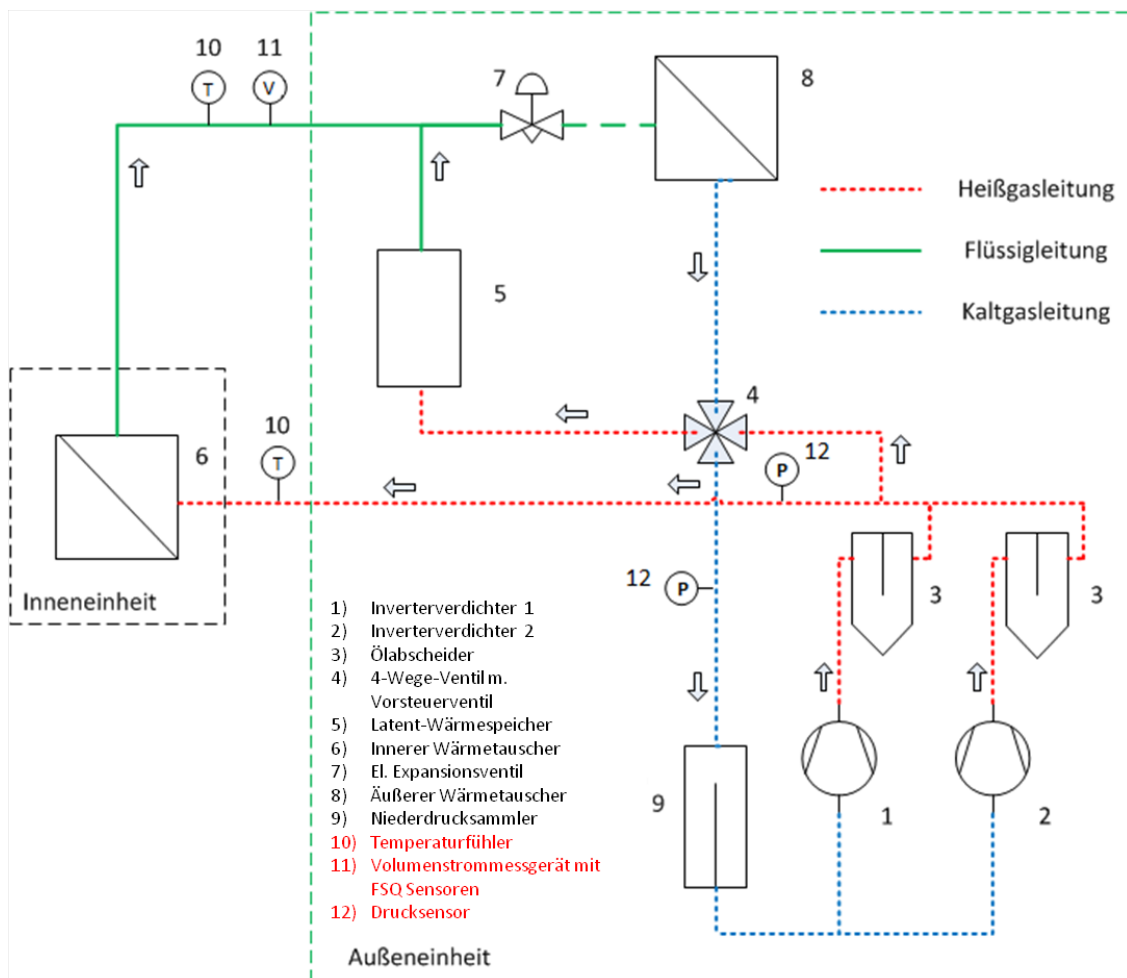 10
11
T
V
7
8
Heißgasleitung
Flüssigleitung
Kaltgasleitung
5
4
6
10
T
12
P
Inneneinheit
12
P
3
3
1) Inverterverdichter 1
2) Inverterverdichter 2
3) Ölabscheider
4) 4-Wege-Ventil m.
Vorsteuerventil
5) Latent-Wärmespeicher
6) Innerer Wärmetauscher
7) El. Expansionsventil
8) Äußerer Wärmetauscher
9) Niederdrucksammler
10) Temperaturfühler
11) Volumenstrommessgerät mit
FSQ Sensoren
12) Drucksensor
9
1
2
Außeneinheit